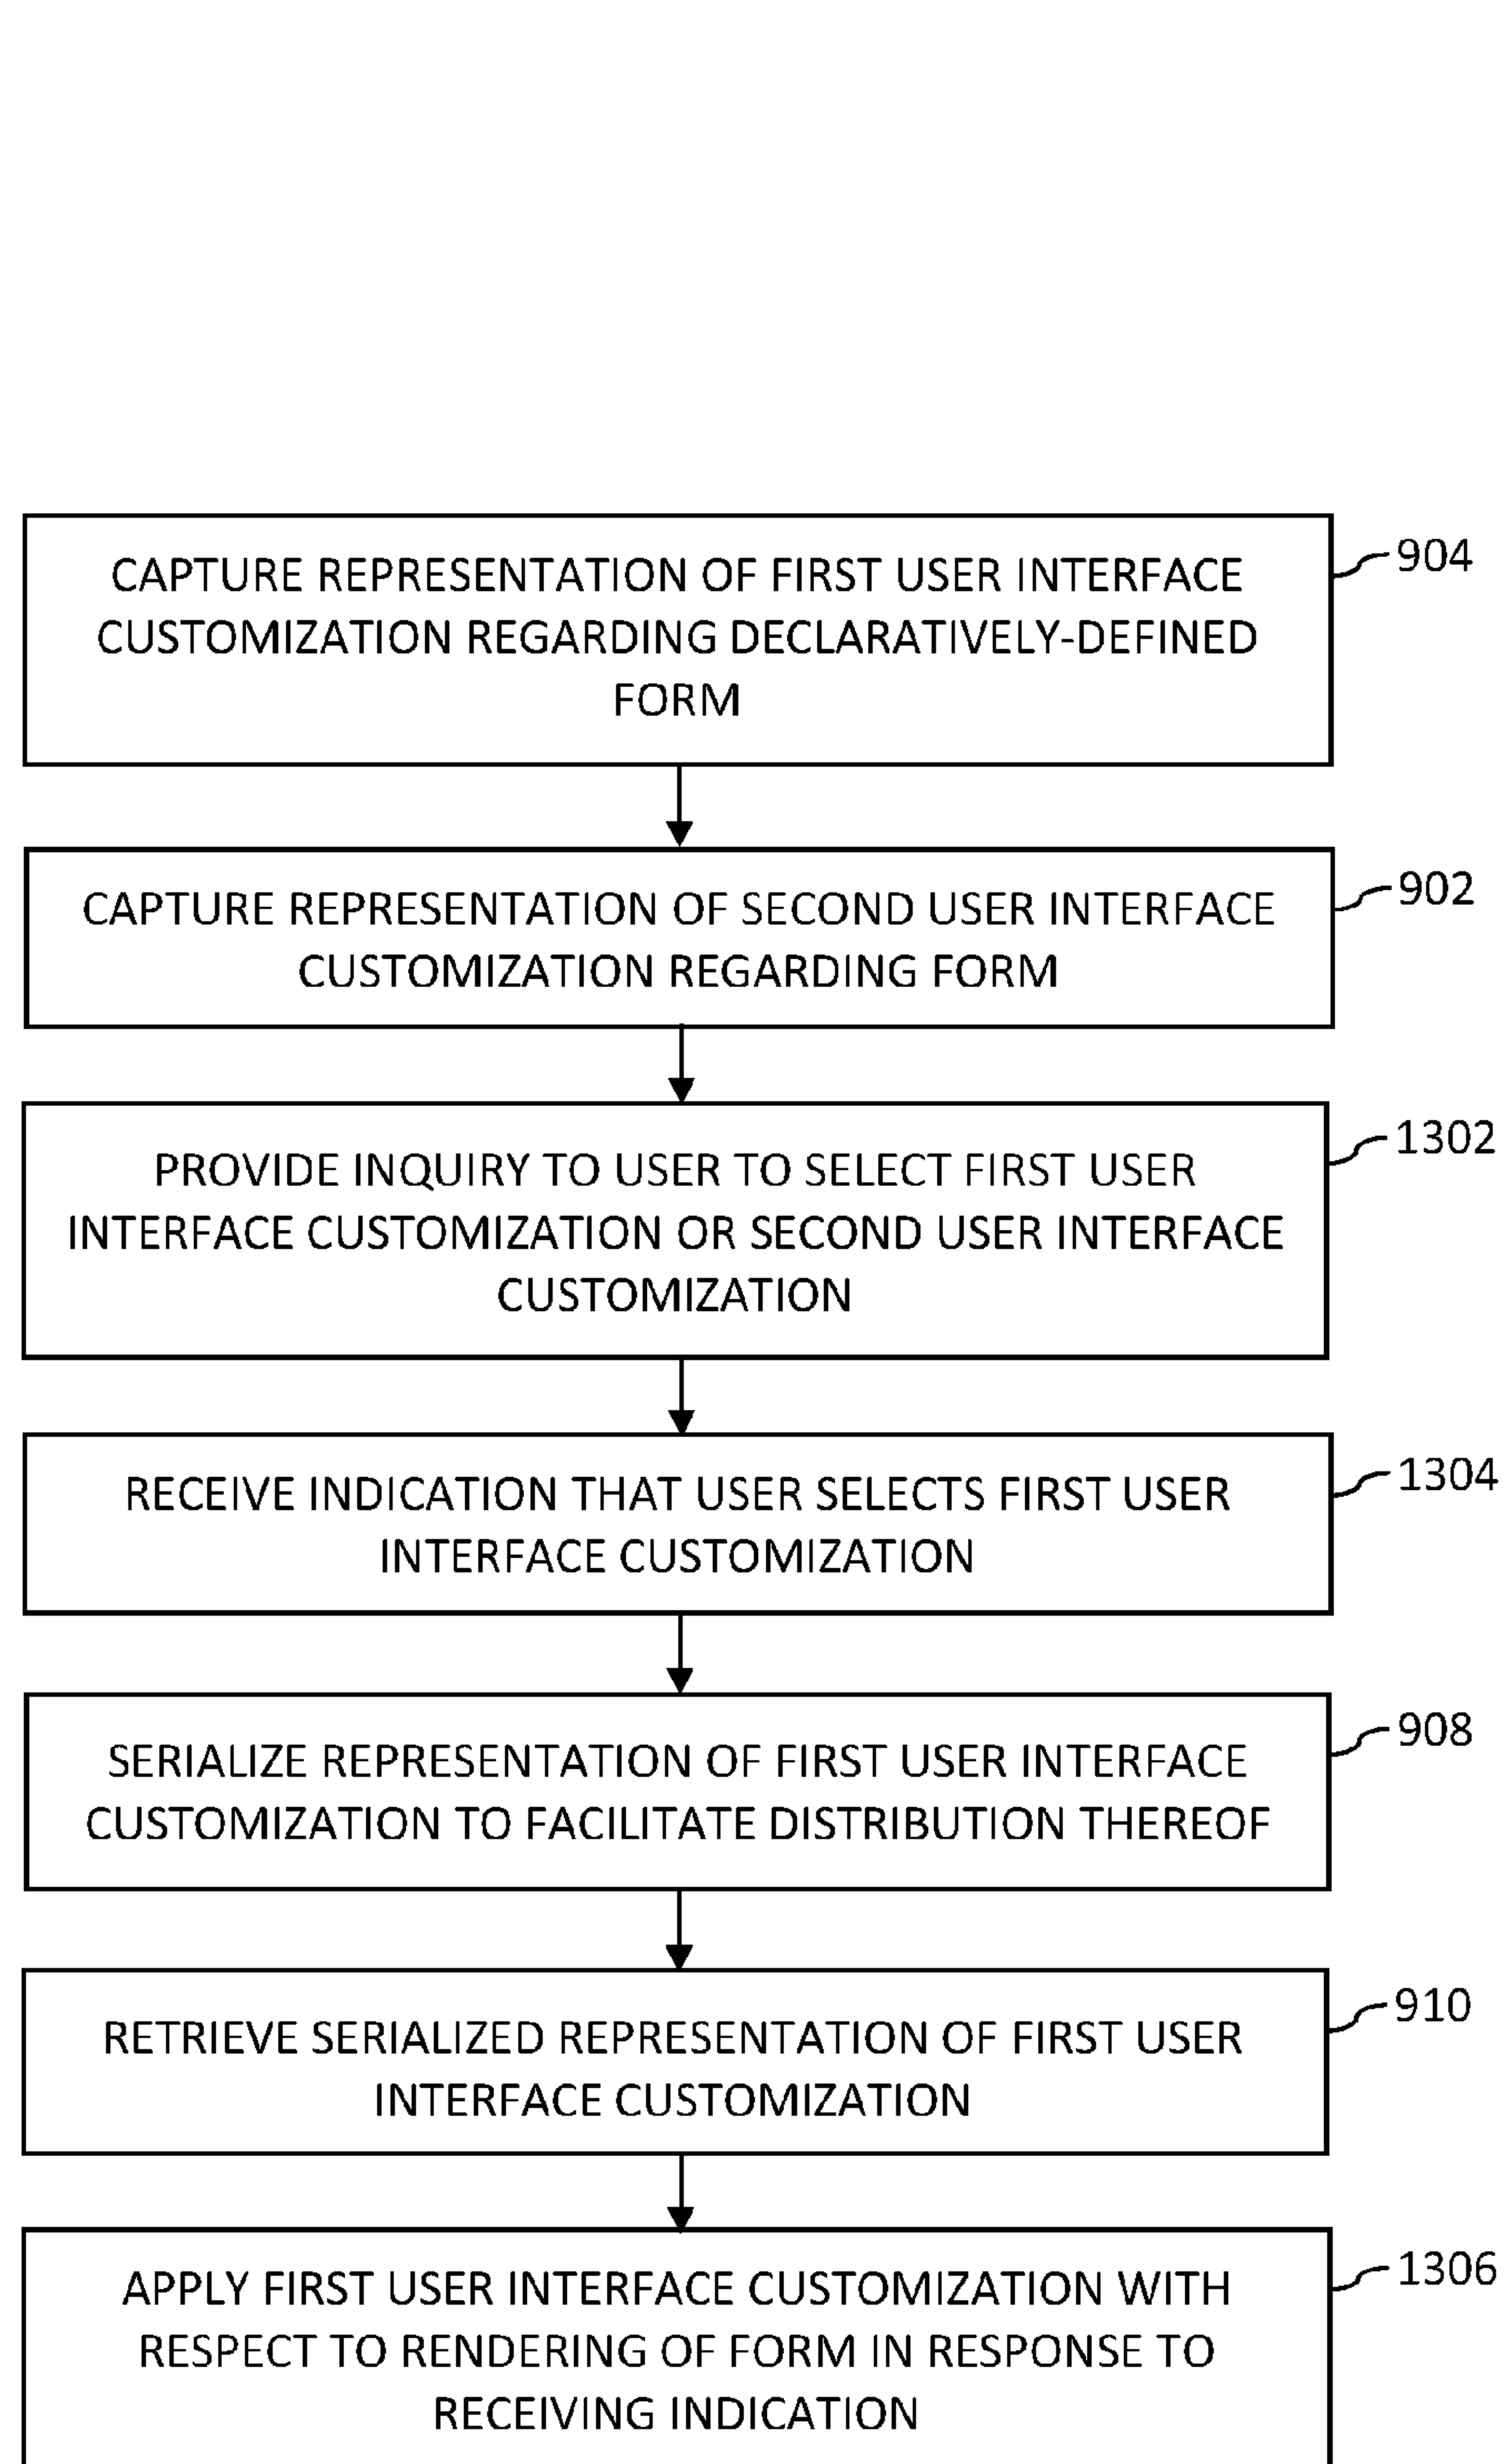 CAPTURE REPRESENTATION OF FIRST USER INTERFACE
CUSTOMIZATION REGARDING DECLARATIVELY-DEFINED
FORM
904
CAPTURE REPRESENTATION OF SECOND USER INTERFACE
CUSTOMIZATION REGARDING FORM
902
PROVIDE INQUIRY TO USER TO SELECT FIRST USER
INTERFACE CUSTOMIZATION OR SECOND USER INTERFACE
CUSTOMIZATION
1302
RECEIVE INDICATION THAT USER SELECTS FIRST USER
INTERFACE CUSTOMIZATION
1304
SERIALIZE REPRESENTATION OF FIRST USER INTERFACE
CUSTOMIZATION TO FACILITATE DISTRIBUTION THEREOF
908
RETRIEVE SERIALIZED REPRESENTATION OF FIRST USER
INTERFACE CUSTOMIZATION
910
APPLY FIRST USER INTERFACE CUSTOMIZATION WITH
RESPECT TO RENDERING OF FORM IN RESPONSE TO
RECEIVING INDICATION
1306